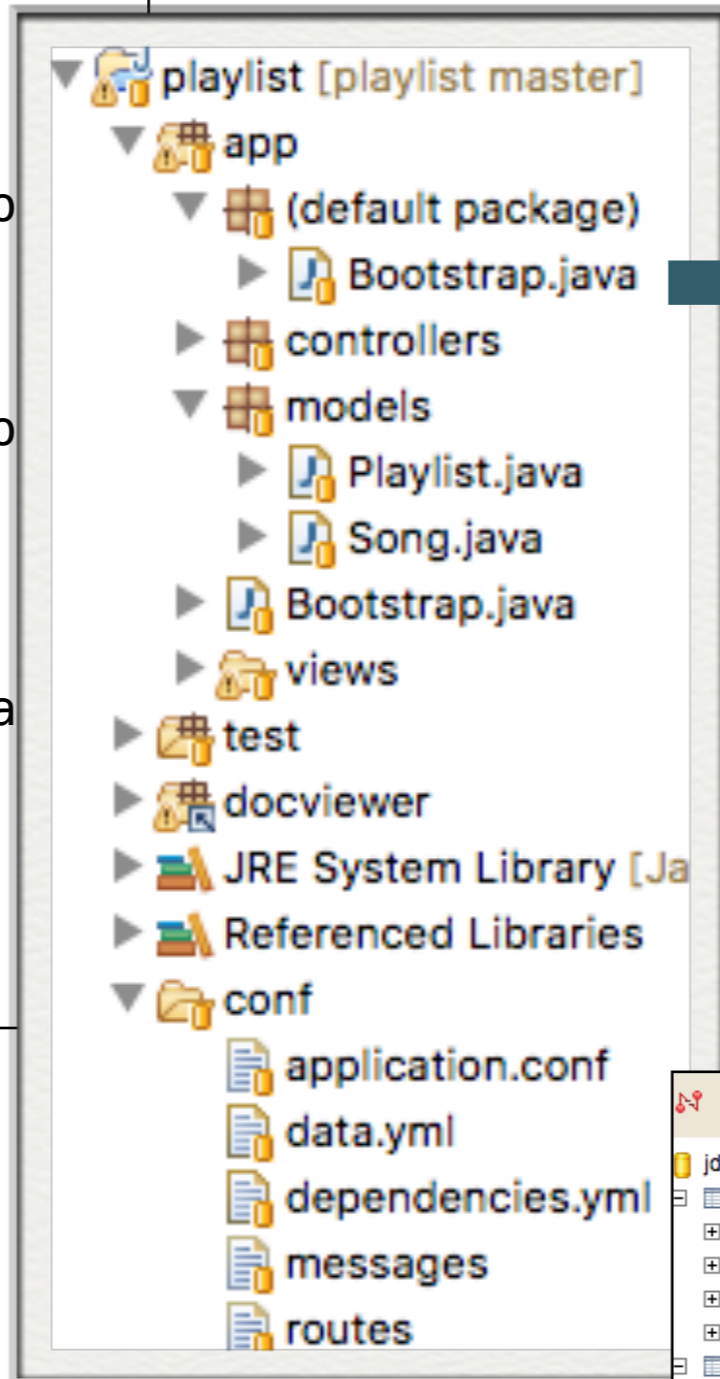 playlist [playlist master]
app
(default package)
o
Bootstrap.java
controllers
models
o
Playlist.java
Song.java
Bootstrap.java
views
a
test
docviewer
JRE System Library [Ja
Referenced Libraries
conf
application.conf
data.yml
jd
dependencies.yml
messages
routes